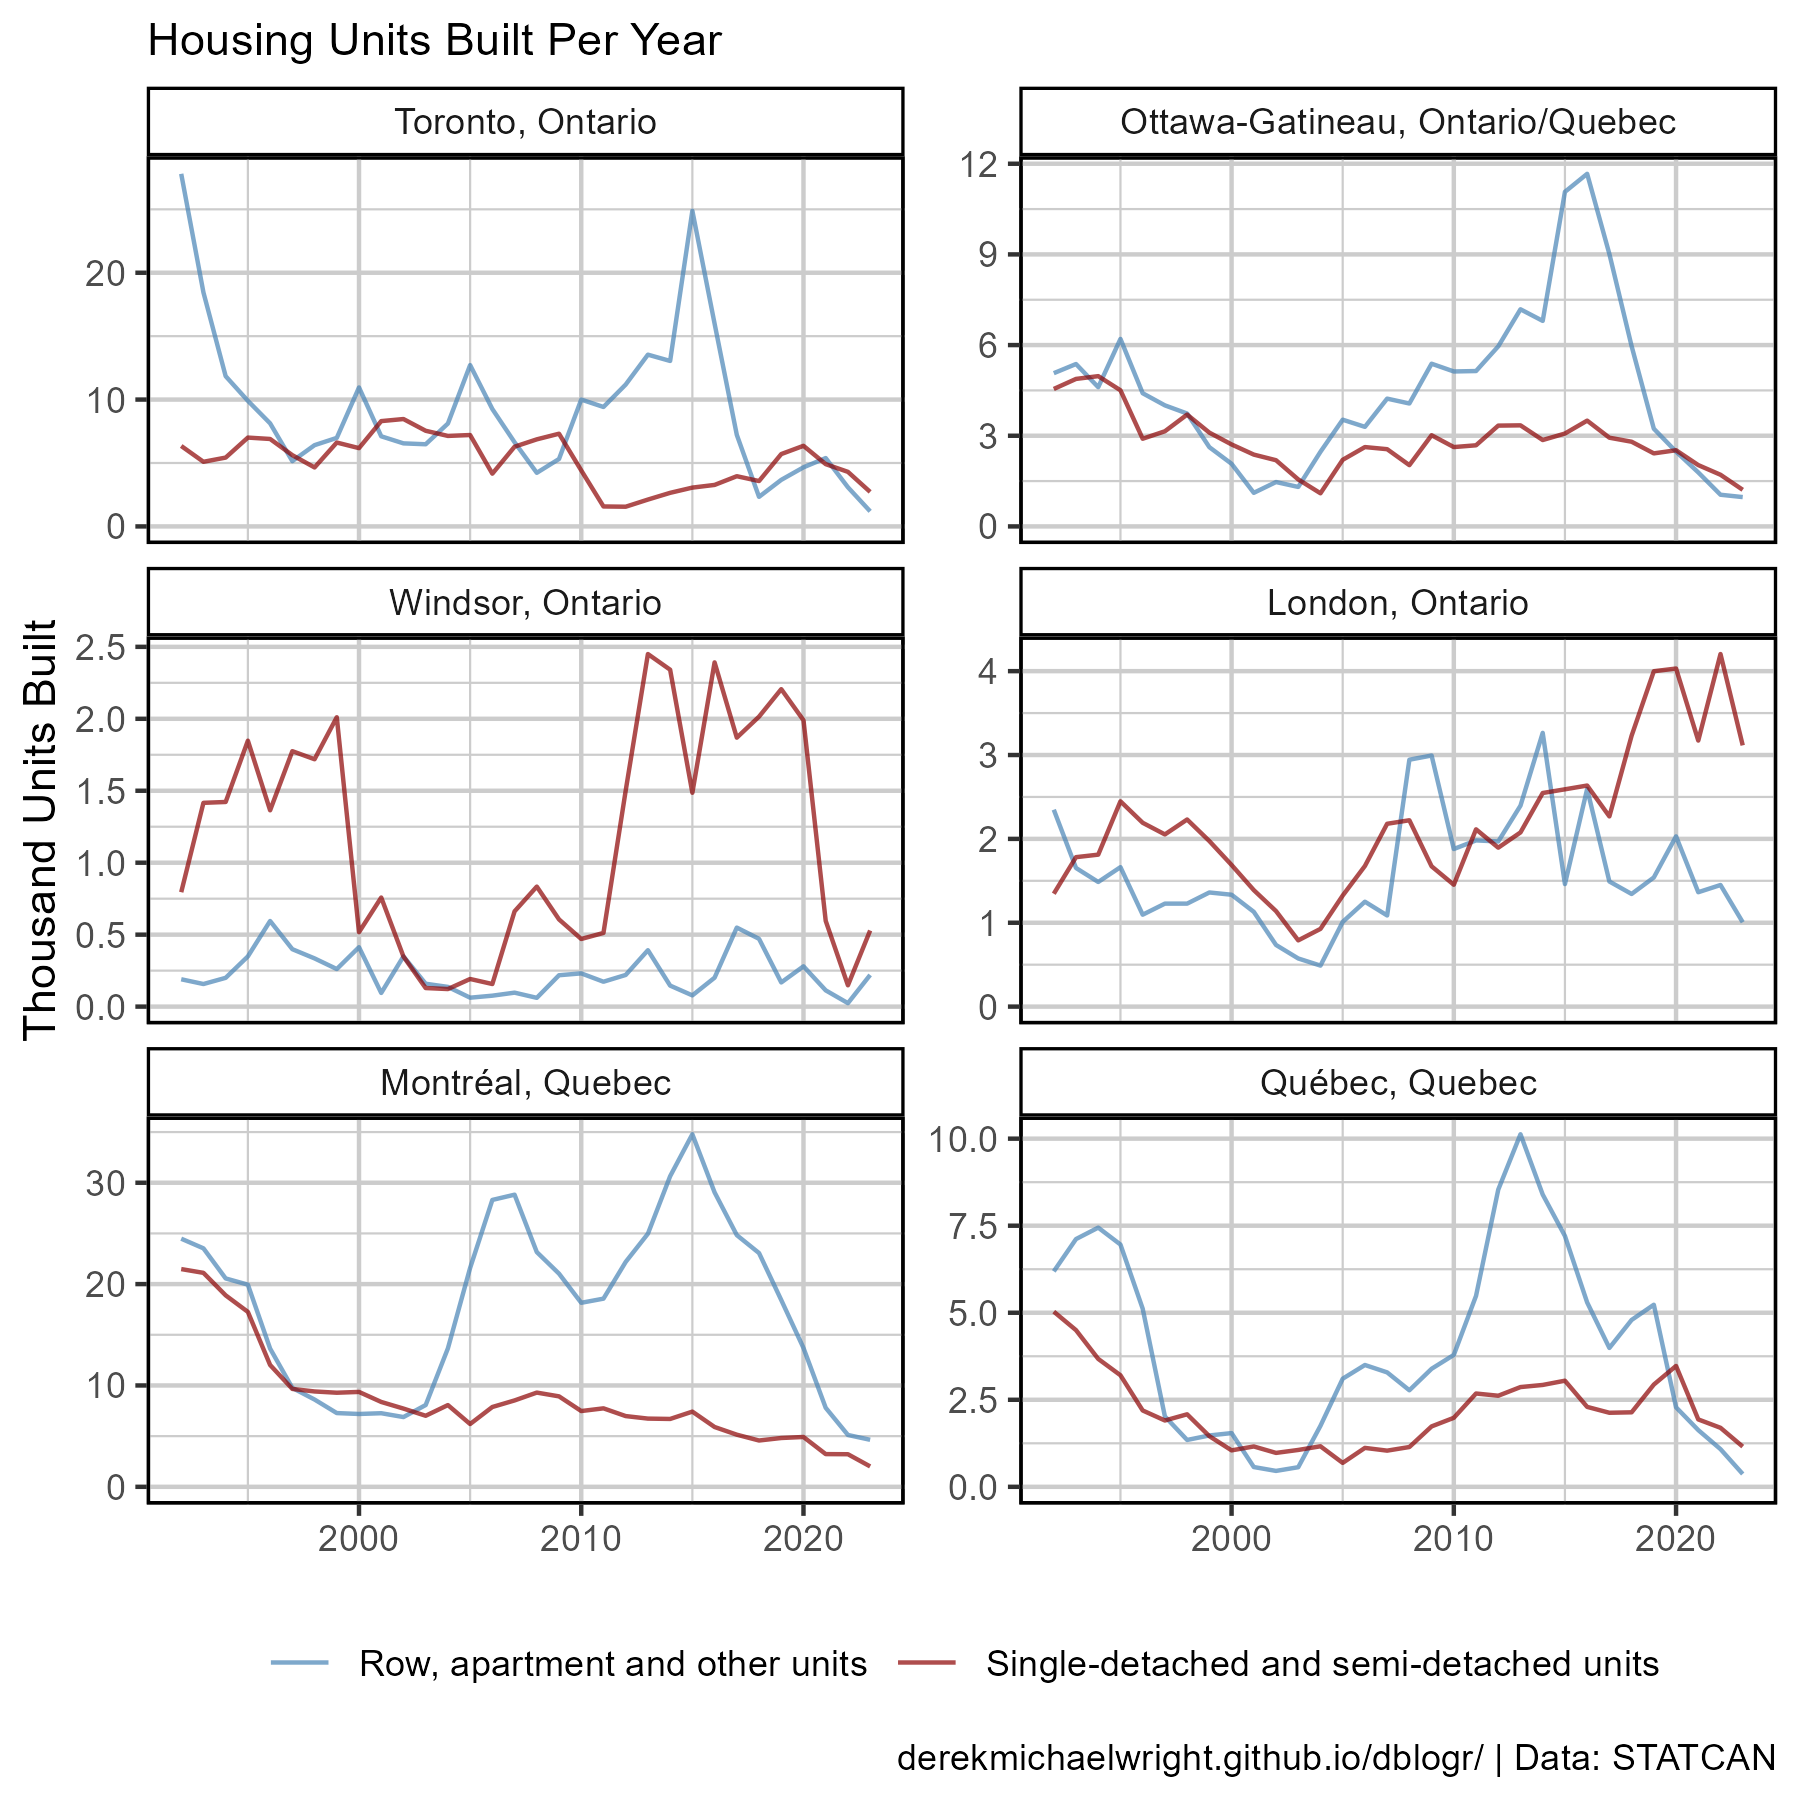 Housing Units Built Per Year
Toronto, Ontario
20
10
0
Ottawa-Gatineau, Ontario/Quebec
12
9
6
3
0
Thousand Units Built
Windsor, Ontario
2.5
2.0
1.5
1.0
0.5
0.0
London, Ontario
4
3
2
1
0
Montréal, Quebec
30
20
10
0
2000 2010 2020
Québec, Quebec
10.0
7.5
5.0
2.5
0.0
2000 2010 2020
Row, apartment and other units
Single-detached and semi-detached units
derekmichaelwright.github.io/dblogr/ | Data: STATCAN